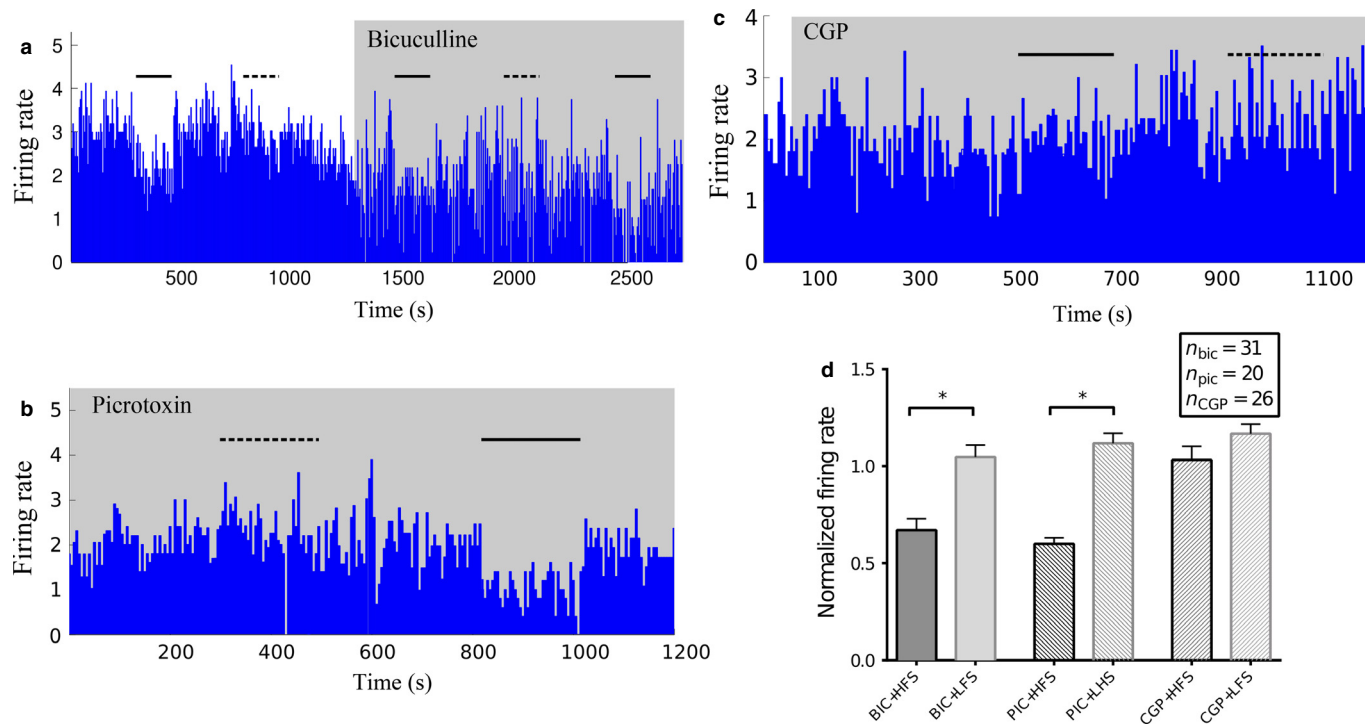 a
Bicuculline
5
4
3
2
1
0
Firing rate
500
1000
1500
2000
2500
Time (s)
c
CGP
4
3
2
1
0
Firing rate
100
300
500
700
900
1100
Time (s)
b
Picrotoxin
5
4
3
2
1
0
Firing rate
200
400
600
800
1000
1200
Time (s)
d
n_bic = 31
n_pic = 20
n_CGP = 26
1.5
1.0
0.5
0.0
Normalized firing rate
*
*
BIC+HFS
BIC+LFS
PIC+HFS
PIC+LHS
CGP+HFS
CGP+LFS